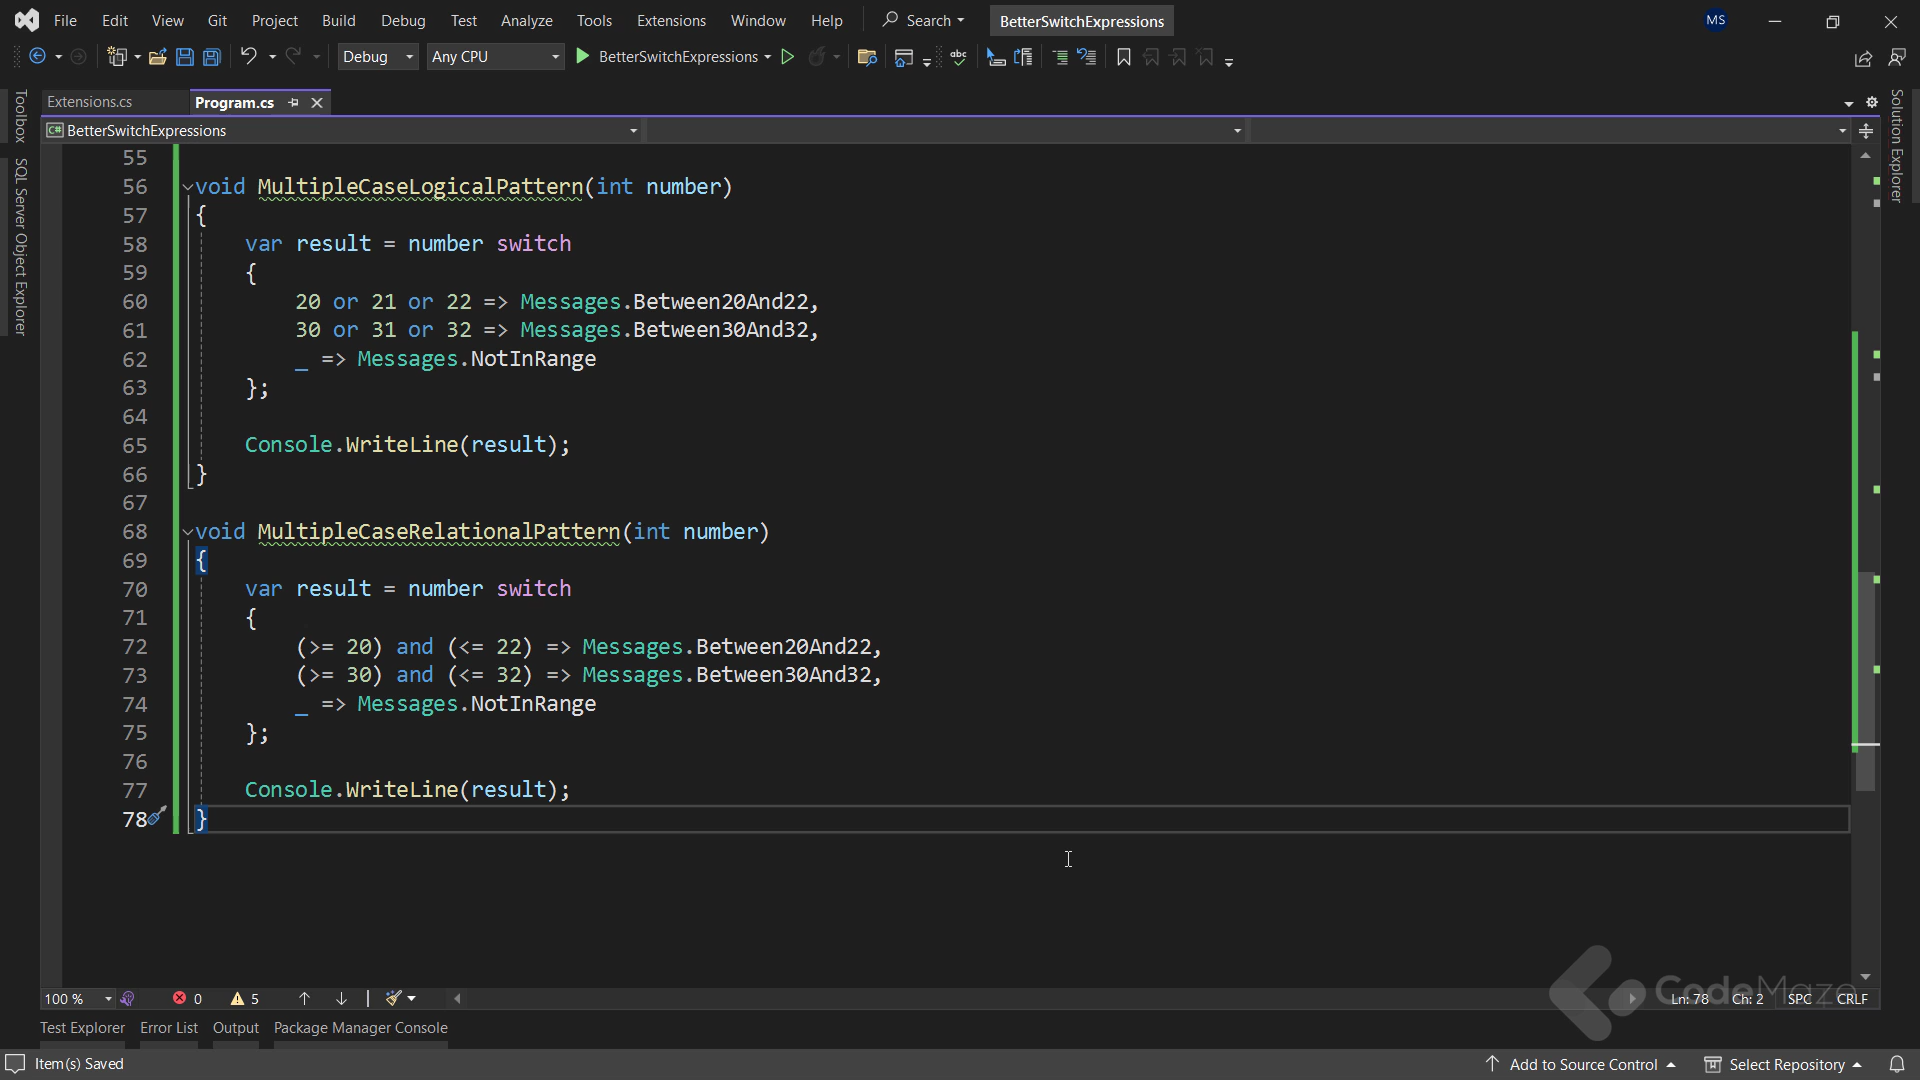 File Edit View Git Project Build Debug Test Analyze Tools Extensions Window Help Search BetterSwitchExpressions MS
Debug Any CPU BetterSwitchExpressions abc
Extensions.cs Program.cs
C# BetterSwitchExpressions
Toolbox
SQL Server Object Explorer
Solution Explorer
55
56 void MultipleCaseLogicalPattern(int number)
57 {
58 var result = number switch
59 {
60 20 or 21 or 22 => Messages.Between20And22,
61 30 or 31 or 32 => Messages.Between30And32,
62 _ => Messages.NotInRange
63 };
64
65 Console.WriteLine(result);
66 }
67
68 void MultipleCaseRelationalPattern(int number)
69 {
70 var result = number switch
71 {
72 (>= 20) and (<= 22) => Messages.Between20And22,
73 (>= 30) and (<= 32) => Messages.Between30And32,
74 _ => Messages.NotInRange
75 };
76
77 Console.WriteLine(result);
78 }
CodeMaze
100 % 0 5 Ln: 78 Ch: 2 SPC CRLF
Test Explorer Error List Output Package Manager Console
Item(s) Saved Add to Source Control Select Repository